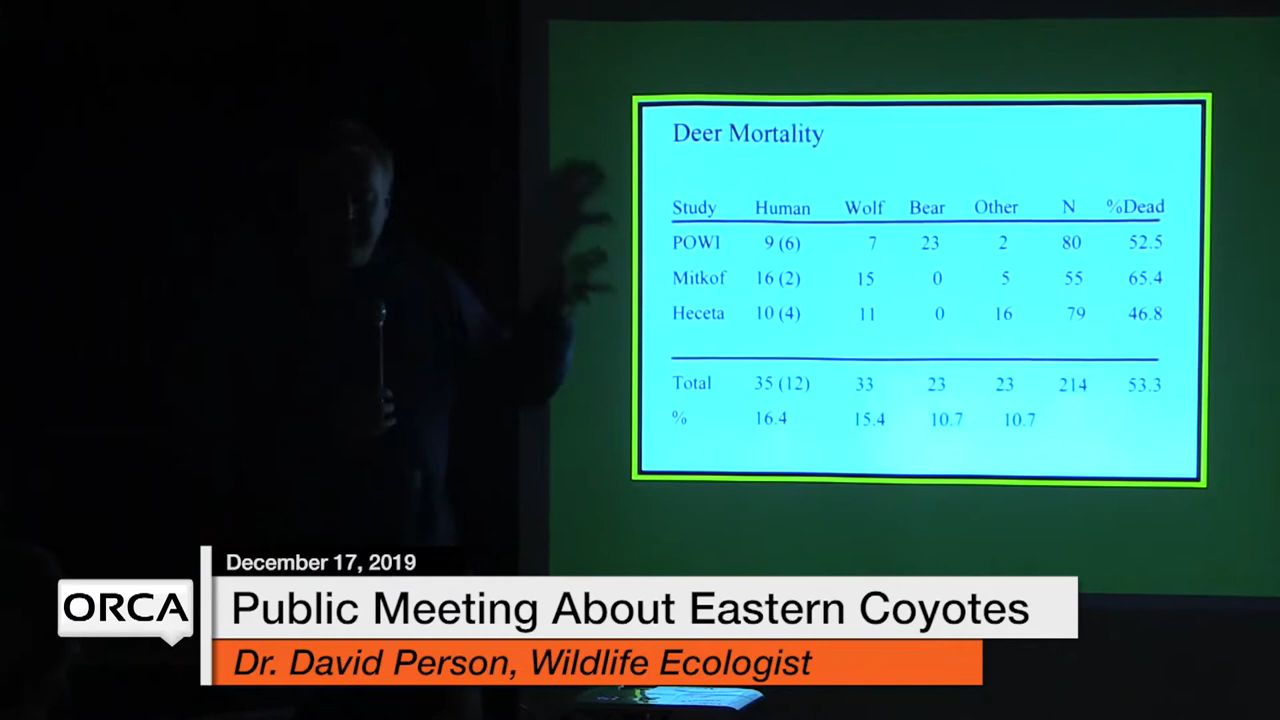 Deer Mortality
Study Human Wolf Bear Other N %Dead
POWI 9 (6) 7 23 2 80 52.5
Mitkof 16 (2) 15 0 5 55 65.4
Heceta 10 (4) 11 0 16 79 46.8
Total 35 (12) 33 23 23 214 53.3
% 16.4 15.4 10.7 10.7
December 17, 2019
ORCA
Public Meeting About Eastern Coyotes
Dr. David Person, Wildlife Ecologist